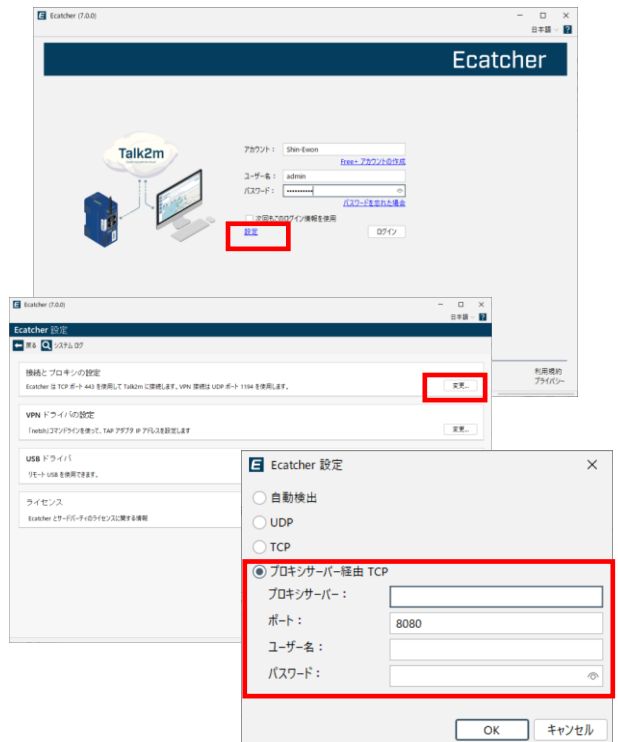 Ecatcher (7.0.0)
日本語
?
Ecatcher
Talk2m
アカウント： Shin-Ewon
Free+ アカウントの作成
ユーザー名： admin
パスワード：
パスワードを忘れた場合
次回もこのログイン情報を使用
設定
ログイン
利用規約
プライバシー
Ecatcher (7.0.0)
日本語
?
Ecatcher 設定
戻る システム ログ
接続とプロキシの設定
Ecatcher は TCP ポート 443 を使用して Talk2m に接続します。VPN 接続は UDP ポート 1194 を使用します。
変更...
VPN ドライバの設定
「netsh」コマンドラインを使って、TAP アダプタ IP アドレスを設定します
変更...
USB ドライバ
リモート USB を使用できます。
ライセンス
Ecatcher とサードパーティのライセンスに関する情報
Ecatcher 設定
自動検出
UDP
TCP
プロキシサーバー経由 TCP
プロキシサーバー：
ポート： 8080
ユーザー名：
パスワード：
OK キャンセル